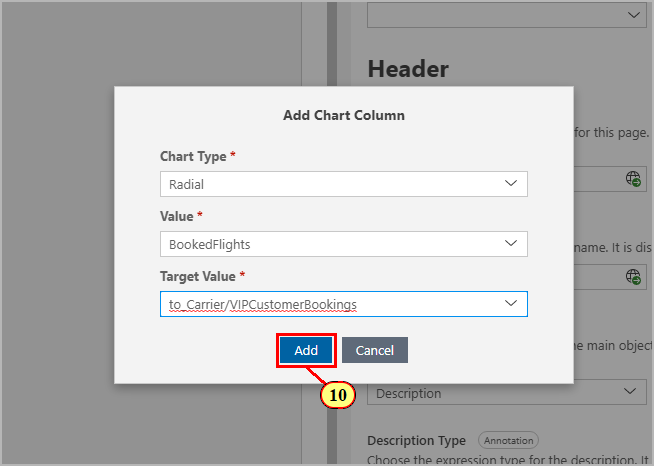 Header
Add Chart Column
for this page.
Chart Type *
Radial
Value *
BookedFlights
name. It is dis
Target Value *
to_Carrier/VIPCustomerBookings
Add
Cancel
he main objec
10
Description
Description Type Annotation
Choose the expression type for the description. It